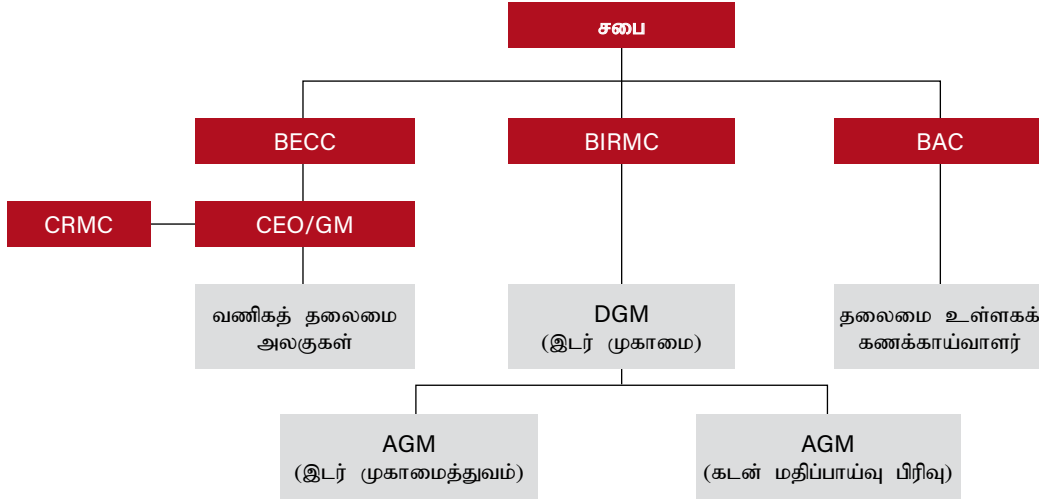 சபை
BECC
BIRMC
BAC
CRMC
CEO/GM
வணிகத் தலைமை
அலகுகள்
DGM
(இடர் முகாமை)
தலைமை உள்ளகக்
கணக்காய்வாளர்
AGM
(இடர் முகாமைத்துவம்)
AGM
(கடன் மதிப்பாய்வு பிரிவு)